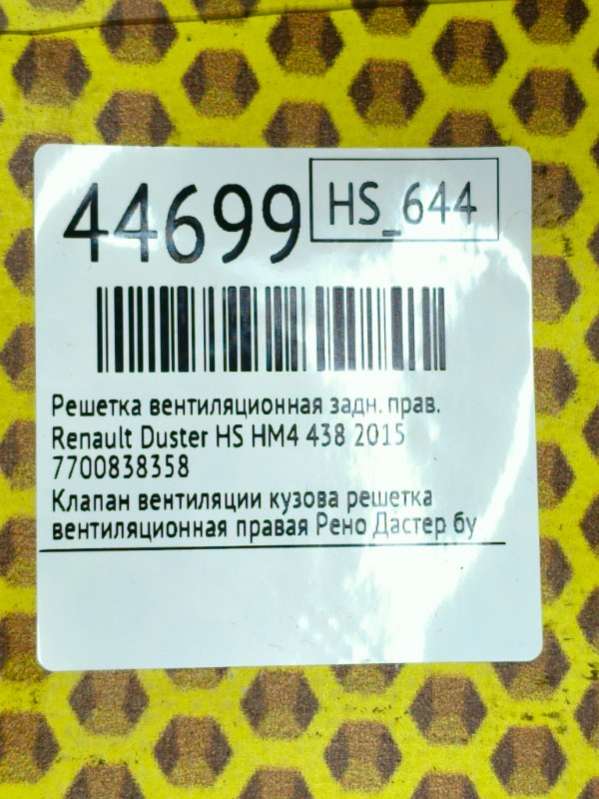 44699
HS_644
Решетка вентиляционная задн. прав.
Renault Duster HS HM4 438 2015
7700838358
Клапан вентиляции кузова решетка
вентиляционная правая Рено Дастер бу